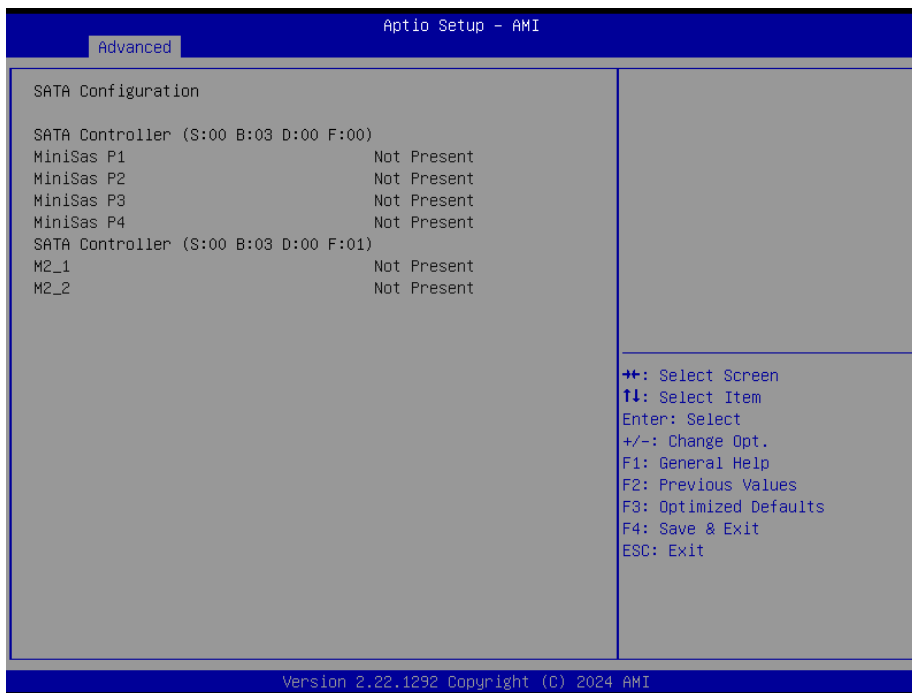 Aptio Setup – AMI
Advanced
SATA Configuration
SATA Controller (S:00 B:03 D:00 F:00)
MiniSas P1 Not Present
MiniSas P2 Not Present
MiniSas P3 Not Present
MiniSas P4 Not Present
SATA Controller (S:00 B:03 D:00 F:01)
M2_1 Not Present
M2_2 Not Present
→←: Select Screen
↑↓: Select Item
Enter: Select
+/-: Change Opt.
F1: General Help
F2: Previous Values
F3: Optimized Defaults
F4: Save & Exit
ESC: Exit
Version 2.22.1292 Copyright (C) 2024 AMI